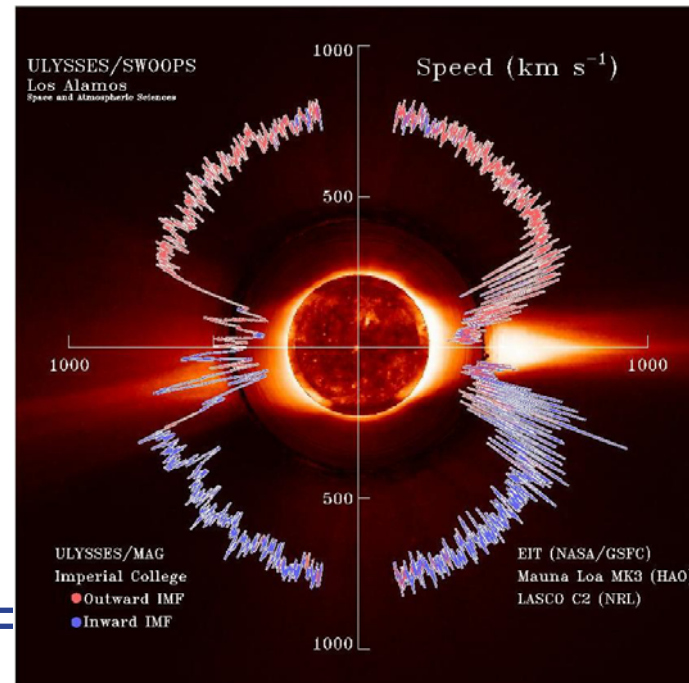 ULYSSES/SWOOPS
Los Alamos
Space and Atmospheric Sciences
Speed (km s⁻¹)
1000
500
1000
1000
500
1000
ULYSSES/MAG
Imperial College
Outward IMF
Inward IMF
EIT (NASA/GSFC)
Mauna Loa MK3 (HAO)
LASCO C2 (NRL)